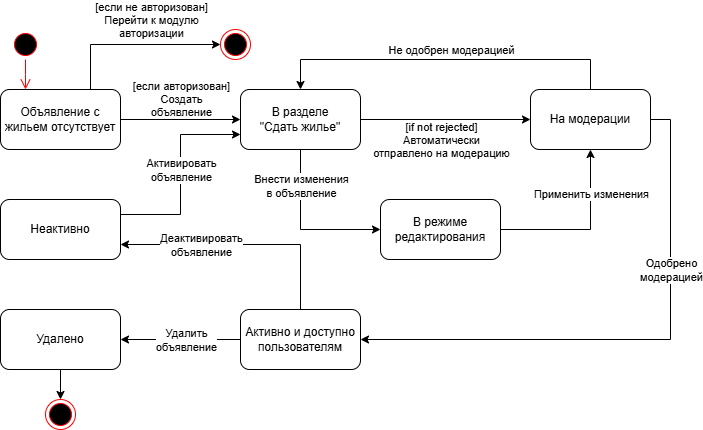 [если не авторизован]
Перейти к модулю
авторизации
Не одобрен модерацией
Объявление с
жильем отсутствует
[если авторизован]
Создать
объявление
В разделе
"Сдать жилье"
[if not rejected]
Автоматически
отправлено на модерацию
На модерации
Активировать
объявление
Внести изменения
в объявление
Применить изменения
Неактивно
В режиме
редактирования
Деактивировать
объявление
Одобрено
модерацией
Удалено
Удалить
объявление
Активно и доступно
пользователям